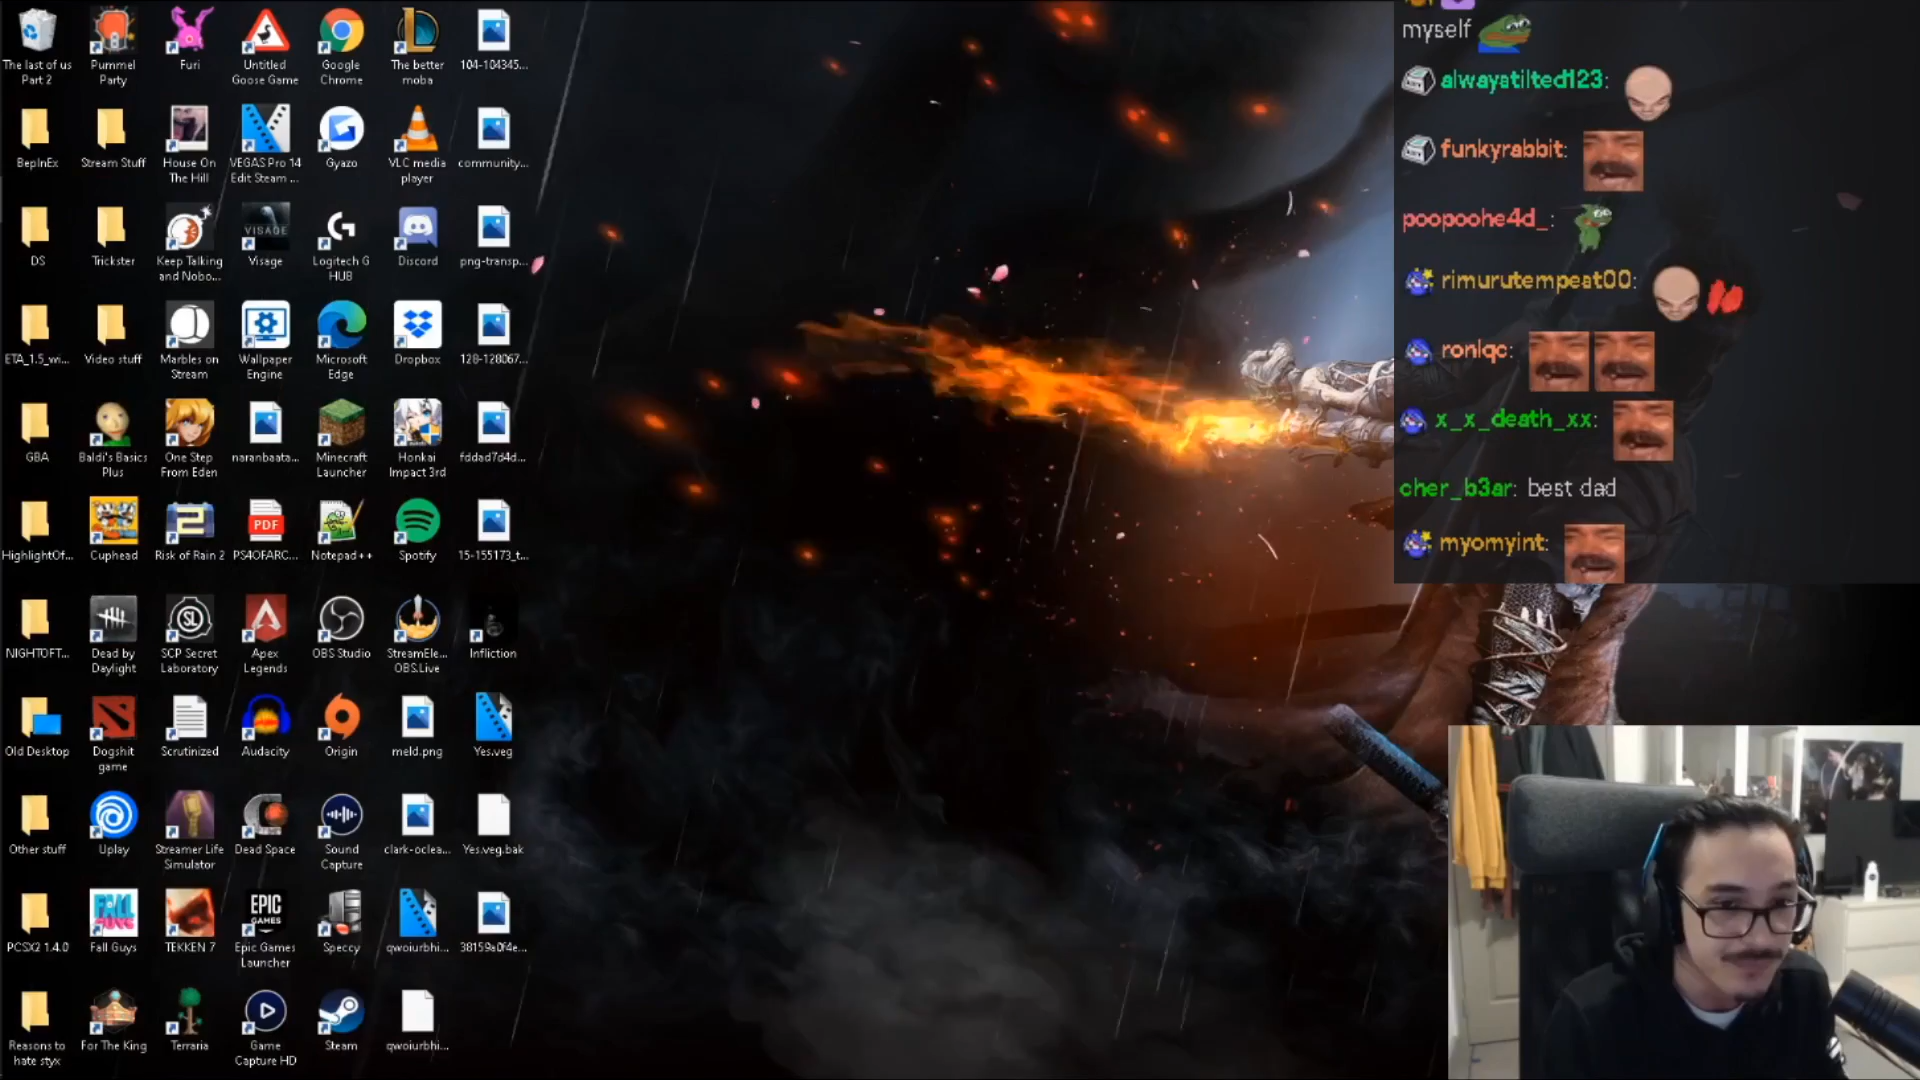 The last of us
Part 2
Pummel
Party
Furi
Untitled
Goose Game
Google
Chrome
The better
moba
104-104345...
BepInEx
Stream Stuff
House On
The Hill
VEGAS Pro 14
Edit Steam ...
Gyazo
VLC media
player
community...
DS
Trickster
Keep Talking
and Nobo...
VISAGE
Visage
Logitech G
HUB
Discord
png-transp...
ETA_1.5_wi...
Video stuff
Marbles on
Stream
Wallpaper
Engine
Microsoft
Edge
Dropbox
128-128067...
GBA
Baldi's Basics
Plus
One Step
From Eden
naranbaata...
Minecraft
Launcher
Honkai
Impact 3rd
fddad7d4d...
HighlightOf...
Cuphead
2
Risk of Rain 2
PDF
PS4OFARC...
Notepad++
Spotify
15-155173_t...
NIGHTOFT...
Dead by
Daylight
SL
SCP Secret
Laboratory
Apex
Legends
OBS Studio
StreamEle...
OBS.Live
Infliction
Old Desktop
Dogshit
game
Scrutinized
Audacity
Origin
meld.png
Yes.veg
Other stuff
Uplay
Streamer Life
Simulator
Dead Space
Sound
Capture
clark-oclea...
Yes.veg.bak
PCSX2 1.4.0
FALL
GUYS
Fall Guys
TEKKEN 7
EPIC
GAMES
Epic Games
Launcher
Speccy
qwoiurbhi...
38159a0f4e...
Reasons to
hate styx
For The King
Terraria
Game
Capture HD
Steam
qwoiurbhi...
myself
alwaystilted123:
funkyrabbit:
poopoohe4d_:
rimurutempest00:
ronlqc:
x_x_death_xx:
cher_b3ar: best dad
myomyint: